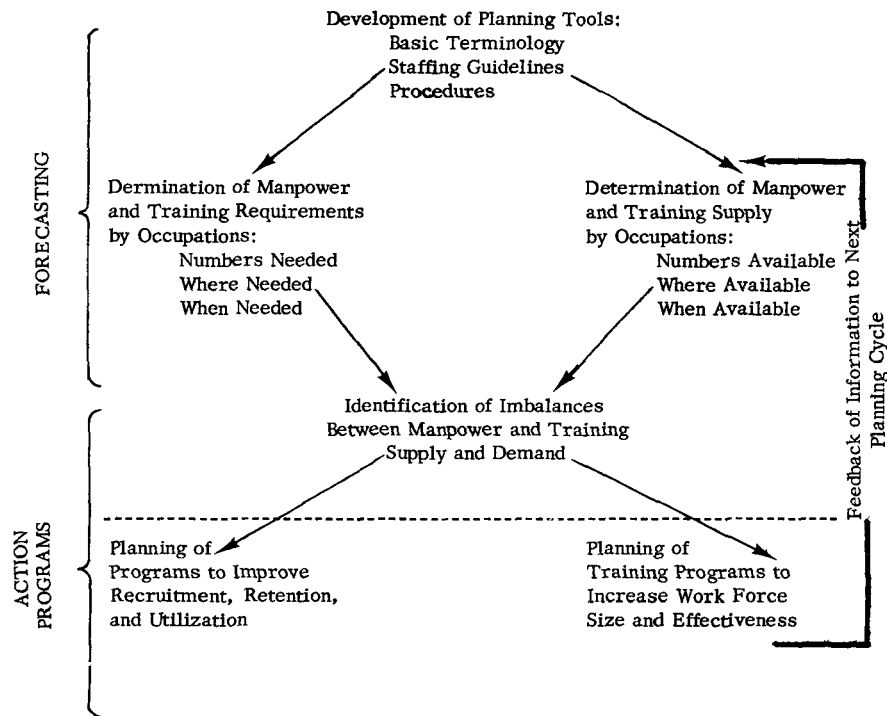 Development of Planning Tools:
Basic Terminology
Staffing Guidelines
Procedures
FORECASTING
Dermination of Manpower
and Training Requirements
by Occupations:
Numbers Needed
Where Needed
When Needed
Determination of Manpower
and Training Supply
by Occupations:
Numbers Available
Where Available
When Available
Feedback of Information to Next
Planning Cycle
Identification of Imbalances
Between Manpower and Training
Supply and Demand
ACTION
PROGRAMS
Planning of
Programs to Improve
Recruitment, Retention,
and Utilization
Planning of
Training Programs to
Increase Work Force
Size and Effectiveness